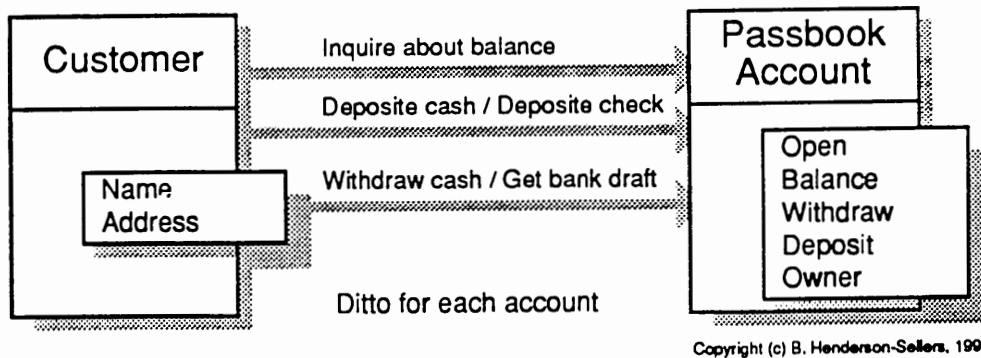 Customer
Name
Address
Inquire about balance
Deposite cash / Deposite check
Withdraw cash / Get bank draft
Ditto for each account
Passbook
Account
Open
Balance
Withdraw
Deposit
Owner
Copyright (c) B. Henderson-Sellers, 199